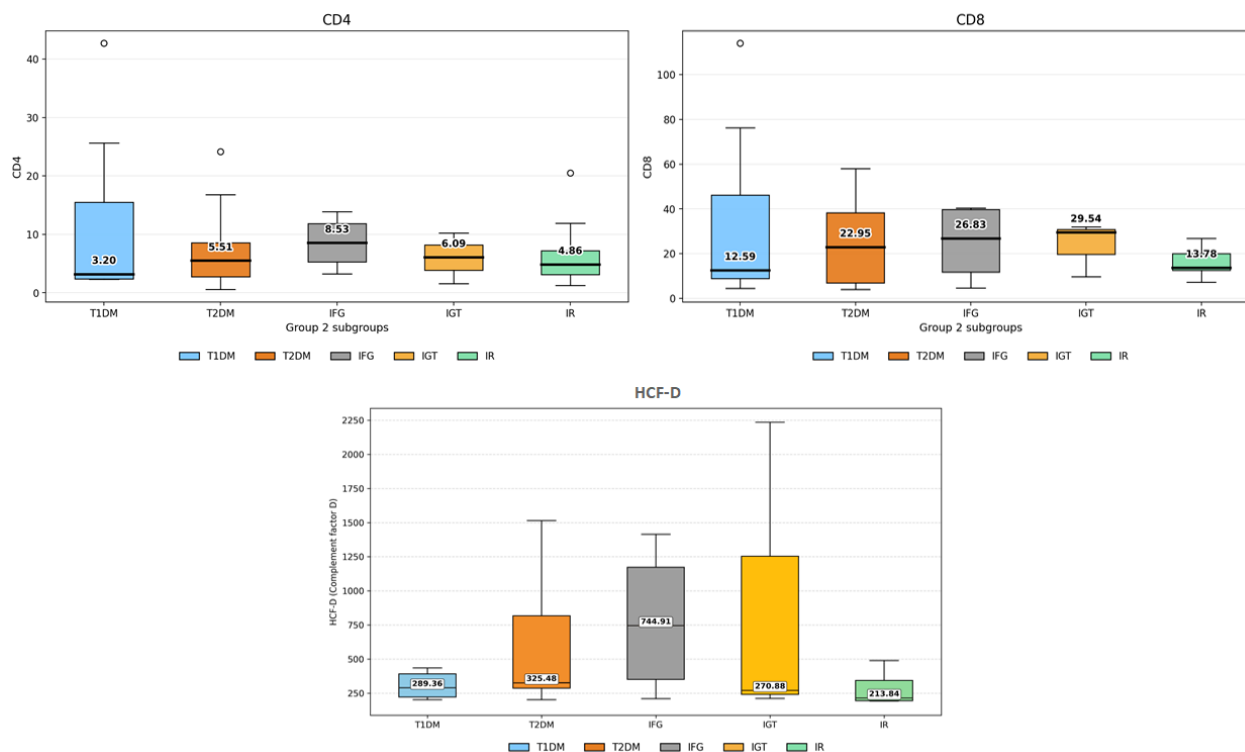 CD4
CD4
40
30
20
10
0
3.20
5.51
8.53
6.09
4.86
T1DM T2DM IFG IGT IR
Group 2 subgroups
T1DM T2DM IFG IGT IR
CD8
CD8
100
80
60
40
20
0
12.59
22.95
26.83
29.54
13.78
T1DM T2DM IFG IGT IR
Group 2 subgroups
T1DM T2DM IFG IGT IR
HCF-D
HCF-D (Complement factor D)
2250
2000
1750
1500
1250
1000
750
500
250
289.36
325.48
744.91
270.88
213.84
T1DM T2DM IFG IGT IR
T1DM T2DM IFG IGT IR